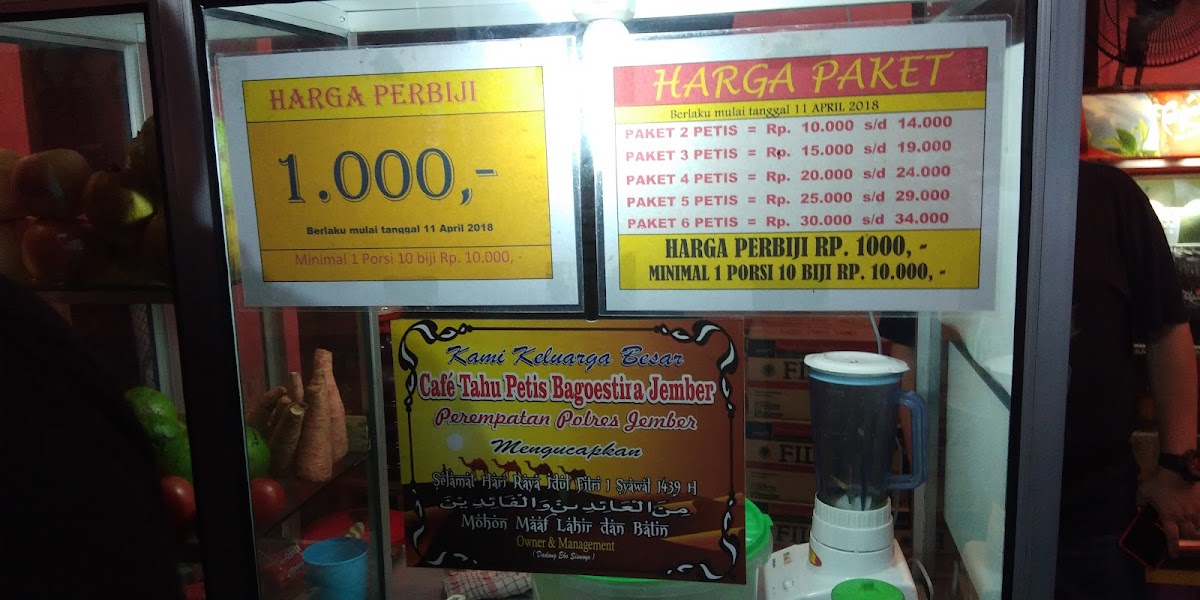 HARGA PERBIJI
1.000,-
Berlaku mulai tanggal 11 April 2018
Minimal 1 Porsi 10 biji Rp. 10.000, -
HARGA PAKET
Berlaku mulai tanggal 11 APRIL 2018
PAKET 2 PETIS = Rp. 10.000 s/d 14.000
PAKET 3 PETIS = Rp. 15.000 s/d 19.000
PAKET 4 PETIS = Rp. 20.000 s/d 24.000
PAKET 5 PETIS = Rp. 25.000 s/d 29.000
PAKET 6 PETIS = Rp. 30.000 s/d 34.000
HARGA PERBIJI RP. 1000, -
MINIMAL 1 PORSI 10 BIJI RP. 10.000, -
Kami Keluarga Besar
Café Tahu Petis Bagoestira Jember
Perempatan Polres Jember
Mengucapkan
Selamat Hari Raya Idul Fitri 1 Syawal 1439 H
مِنَ الْعَائِدِيْنَ وَالْفَائِزِيْنَ
Mohon Maaf Lahir dan Batin
Owner & Management